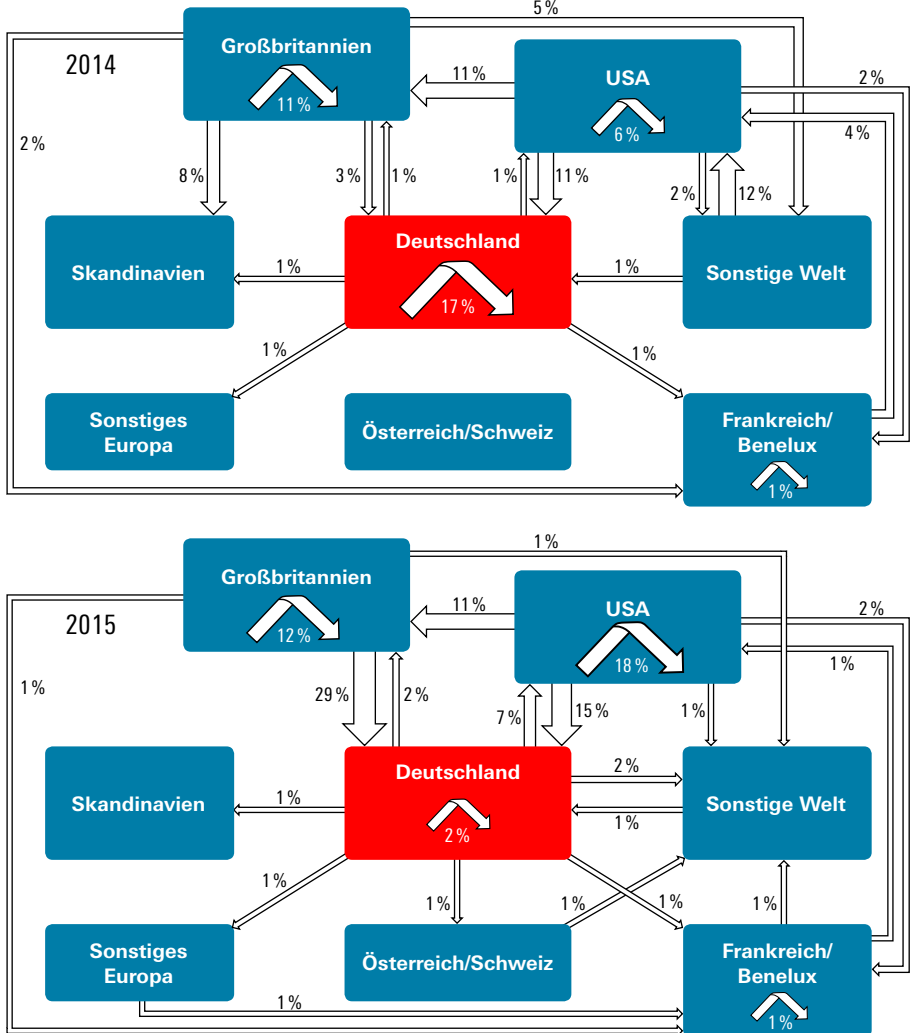 5 %
Großbritannien
11 %
2014
USA
6 %
11 %
2 %
4 %
2 %
8 %
3 %
1 %
1 %
11 %
2 %
12 %
Skandinavien
1 %
Deutschland
17 %
1 %
Sonstige Welt
1 %
1 %
Sonstiges
Europa
Österreich/Schweiz
Frankreich/
Benelux
1 %
1 %
Großbritannien
12 %
2015
USA
18 %
11 %
2 %
1 %
1 %
29 %
2 %
7 %
15 %
1 %
Skandinavien
1 %
Deutschland
2 %
2 %
1 %
Sonstige Welt
1 %
1 %
1 %
1 %
1 %
Sonstiges
Europa
Österreich/Schweiz
Frankreich/
Benelux
1 %
1 %